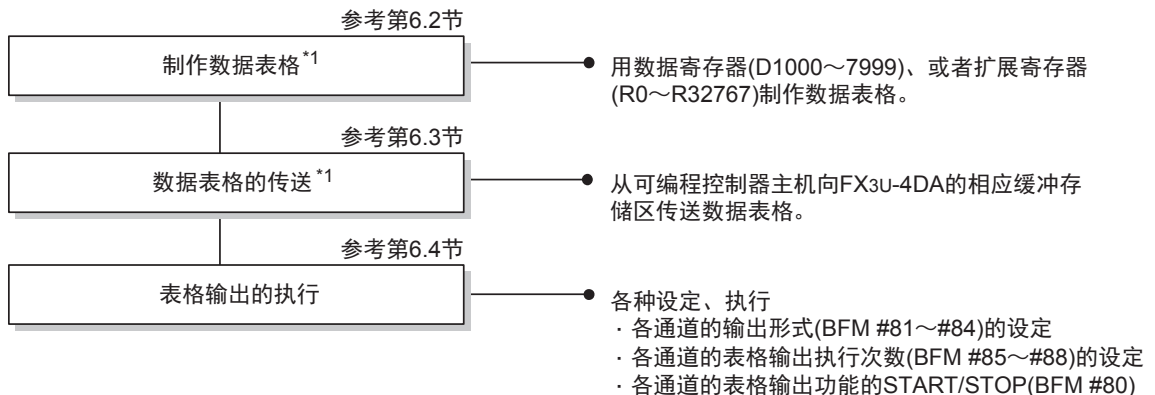 参考第6.2节
制作数据表格*1
用数据寄存器(D1000～7999)、或者扩展寄存器
(R0～R32767)制作数据表格。
参考第6.3节
数据表格的传送*1
从可编程控制器主机向FX3U-4DA的相应缓冲存
储区传送数据表格。
参考第6.4节
表格输出的执行
各种设定、执行
·各通道的输出形式(BFM #81～#84)的设定
·各通道的表格输出执行次数(BFM #85～#88)的设定
·各通道的表格输出功能的START/STOP(BFM #80)